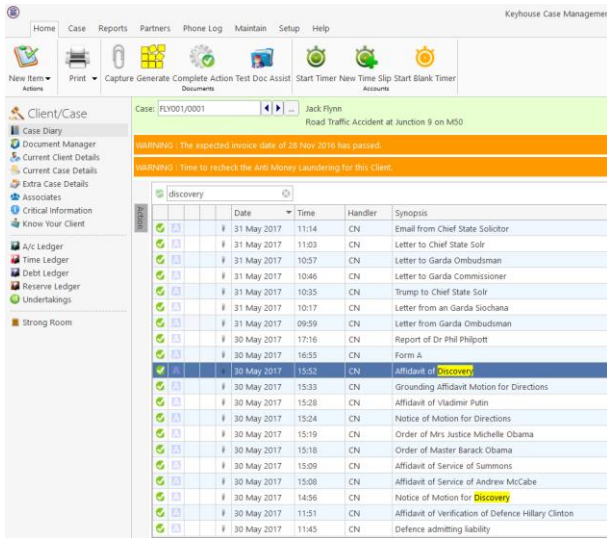 Keyhouse Case Managemen
Home Case Reports Partners Phone Log Maintain Setup Help
New Item Print Capture Generate Complete Action Test Doc Assist Start Timer New Time Slip Start Blank Timer
Actions Documents Accounts
Client/Case
Case Diary
Document Manager
Current Client Details
Current Case Details
Extra Case Details
Associates
Critical Information
Know Your Client
A/c Ledger
Time Ledger
Debt Ledger
Reserve Ledger
Undertakings
Strong Room
Case: FLY001/0001 ... Jack Flynn
Road Traffic Accident at Junction 9 on M50
WARNING : The expected invoice date of 28 Nov 2016 has passed.
WARNING : Time to recheck the Anti Money Laundering for this Client.
Action
discovery
Date Time Handler Synopsis
31 May 2017 11:14 CN Email from Chief State Solicitor
31 May 2017 11:03 CN Letter to Chief State Solr
31 May 2017 10:57 CN Letter to Garda Ombudsman
31 May 2017 10:46 CN Letter to Garda Commissioner
31 May 2017 10:35 CN Trump to Chief State Solr
31 May 2017 10:17 CN Letter from an Garda Siochana
31 May 2017 09:59 CN Letter from Garda Ombudsman
30 May 2017 17:16 CN Report of Dr Phil Philpott
30 May 2017 16:55 CN Form A
30 May 2017 15:52 CN Affidavit of Discovery
30 May 2017 15:33 CN Grounding Affidavit Motion for Directions
30 May 2017 15:28 CN Affidavit of Vladimir Putin
30 May 2017 15:24 CN Notice of Motion for Directions
30 May 2017 15:19 CN Order of Mrs Justice Michelle Obama
30 May 2017 15:18 CN Order of Master Barack Obama
30 May 2017 15:09 CN Affidavit of Service of Summons
30 May 2017 15:08 CN Affidavit of Service of Andrew McCabe
30 May 2017 14:56 CN Notice of Motion for Discovery
30 May 2017 11:51 CN Affidavit of Verification of Defence Hillary Clinton
30 May 2017 11:45 CN Defence admitting liability